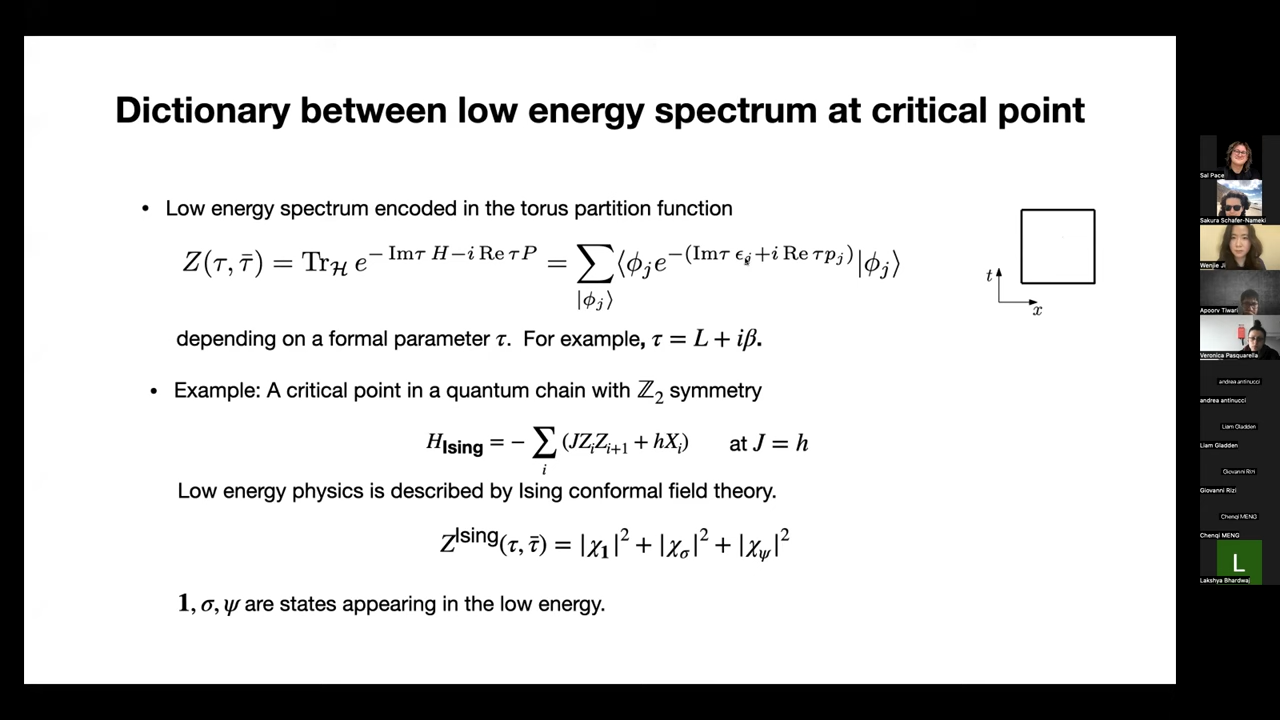 Dictionary between low energy spectrum at critical point
• Low energy spectrum encoded in the torus partition function
Z(τ, τ̄) = Tr_ℋ e^{−Imτ H−i Re τP} = ∑_{|ϕ_j⟩} ⟨ϕ_j e^{−(Imτ ϵ_j+i Re τp_j)}|ϕ_j⟩
t
x
depending on a formal parameter τ. For example, τ = L + iβ.
• Example: A critical point in a quantum chain with ℤ₂ symmetry
H_Ising = − ∑_i (JZ_iZ_{i+1} + hX_i) at J = h
Low energy physics is described by Ising conformal field theory.
Z^Ising(τ, τ̄) = |χ_1|² + |χ_σ|² + |χ_ψ|²
1, σ, ψ are states appearing in the low energy.
Sal Pace
Sakura Schafer-Nameki
Wenjie Ji
Apoorv Tiwari
Veronica Pasquarella
andrea antinucci
andrea antinucci
Liam Gladden
Liam Gladden
Giovanni Rizi
Giovanni Rizi
Chenqi MENG
Chenqi MENG
L
Lakshya Bhardwaj